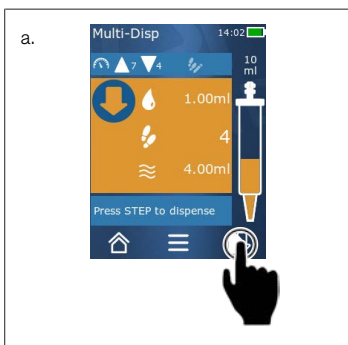 a.
Multi-Disp 14:02
7 4 10
ml
1.00ml
4
4.00ml
Press STEP to dispense